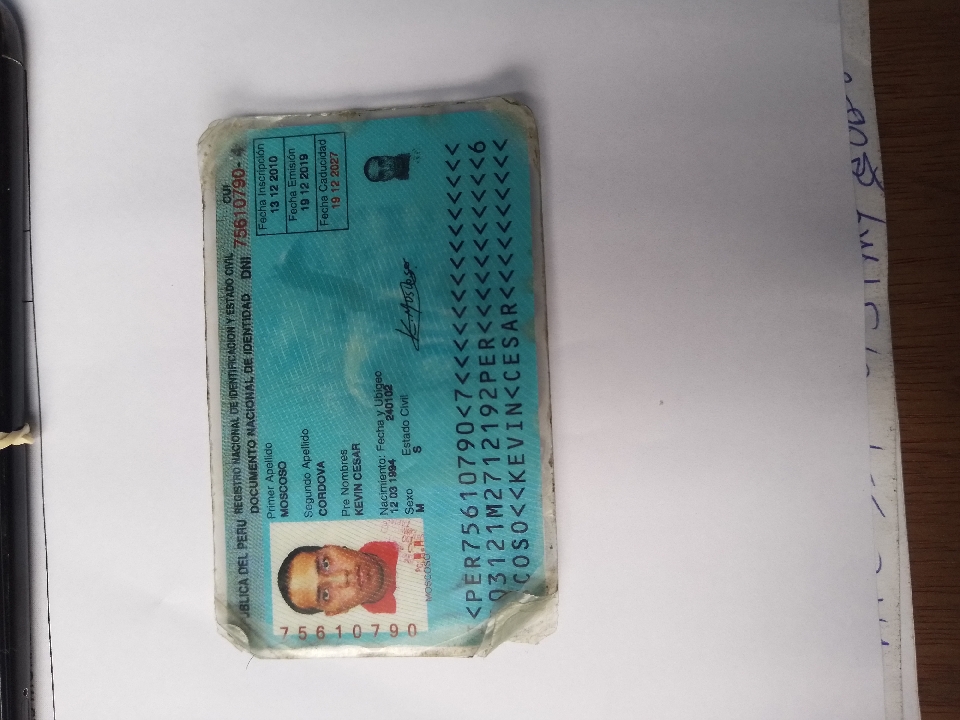 BLICA DEL PERU REGISTRO NACIONAL DE IDENTIFICACION Y ESTADO CIVIL
DOCUMENTO NACIONAL DE IDENTIDAD DNI 75610790-
CUI
Primer Apellido
MOSCOSO
Segundo Apellido
CORDOVA
Pre Nombres
KEVIN CESAR
Nacimiento: Fecha y Ubigeo
12 03 1994 240102
Sexo Estado Civil
M S
Fecha Inscripción
13 12 2010
Fecha Emisión
19 12 2019
Fecha Caducidad
19 12 2027
K. Moscoso
MOSCOSO
75610790
<PER75610790<7<<<<<<<<<<<<<<<
03121M2712192PER<<<<<<<<<<<6
COSO<<KEVIN<CESAR<<<<<<<<<<<